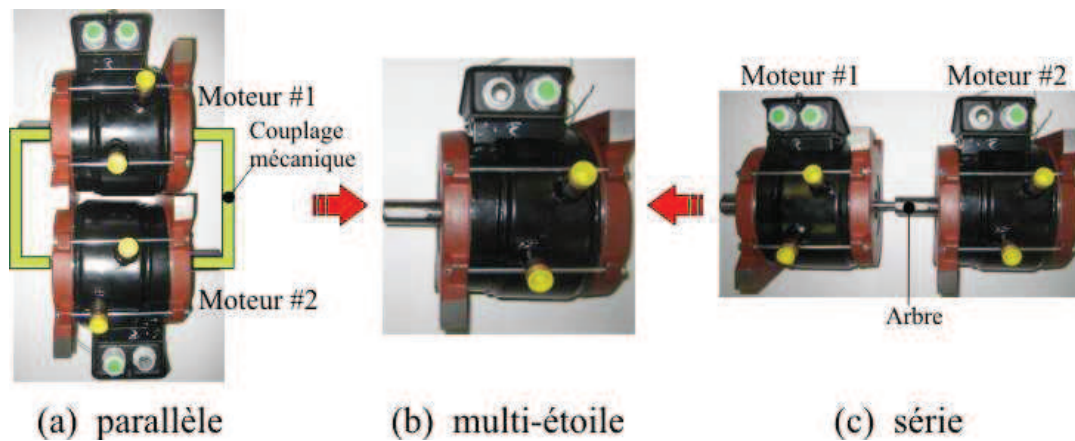 Moteur #1
Couplage
mécanique
Moteur #2
Moteur #1
Moteur #2
Arbre
(a) parallèle
(b) multi-étoile
(c) série